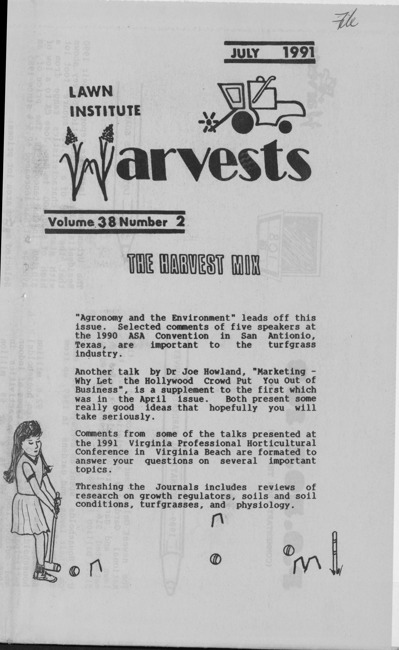 File
JULY 1991
LAWN
INSTITUTE
Harvests
Volume 38 Number 2
THE HARVEST MIX
"Agronomy and the Environment" leads off this
issue. Selected comments of five speakers at
the 1990 ASA Convention in San Antionio,
Texas, are important to the turfgrass
industry.
Another talk by Dr Joe Howland, "Marketing -
Why Let the Hollywood Crowd Put You Out of
Business", is a supplement to the first which
was in the April issue. Both present some
really good ideas that hopefully you will
take seriously.
Comments from some of the talks presented at
the 1991 Virginia Professional Horticultural
Conference in Virginia Beach are formated to
answer your questions on several important
topics.
Threshing the Journals includes reviews of
research on growth regulators, soils and soil
conditions, turfgrasses, and physiology.